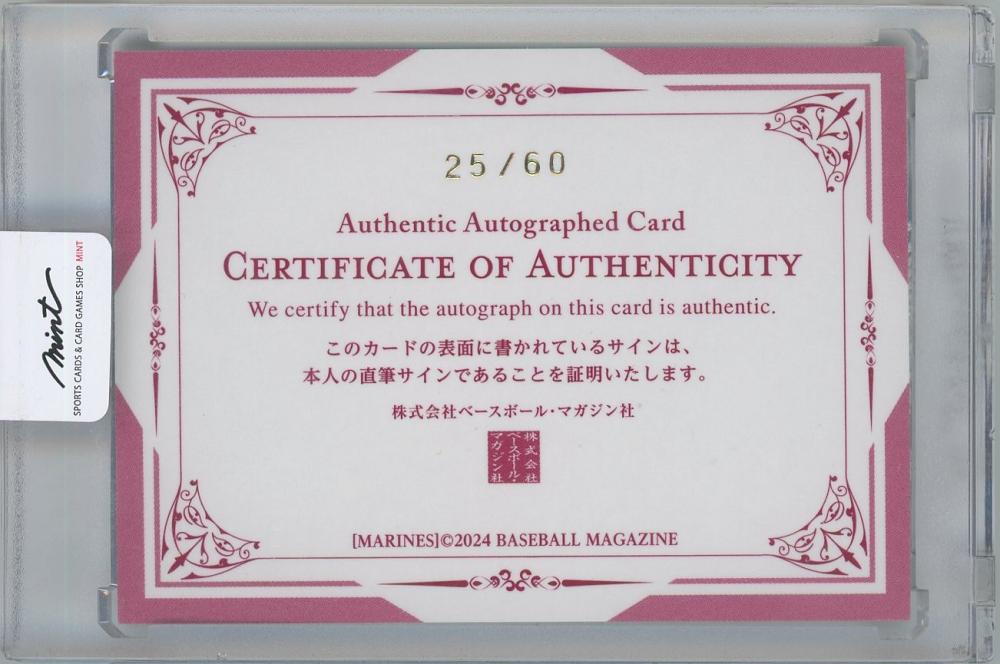 25/60
Authentic Autographed Card
CERTIFICATE OF AUTHENTICITY
We certify that the autograph on this card is authentic.
このカードの表面に書かれているサインは、
本人の直筆サインであることを証明いたします。
株式会社ベースボール・マガジン社
株式会社
ベースボール・
マガジン社
[MARINES]©2024 BASEBALL MAGAZINE
mint
SPORTS CARDS & CARD GAMES SHOP MINT